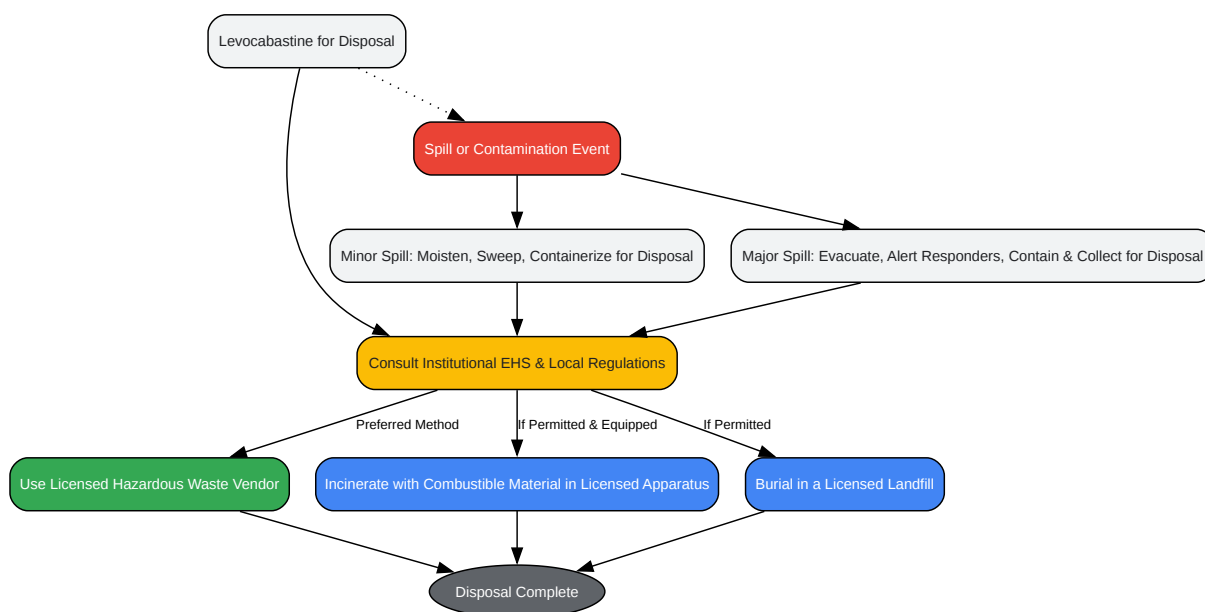 Levocabastine for Disposal
Spill or Contamination Event
Minor Spill: Moisten, Sweep, Containerize for Disposal
Major Spill: Evacuate, Alert Responders, Contain & Collect for Disposal
Consult Institutional EHS & Local Regulations
Preferred Method
If Permitted & Equipped
If Permitted
Use Licensed Hazardous Waste Vendor
Incinerate with Combustible Material in Licensed Apparatus
Burial in a Licensed Landfill
Disposal Complete